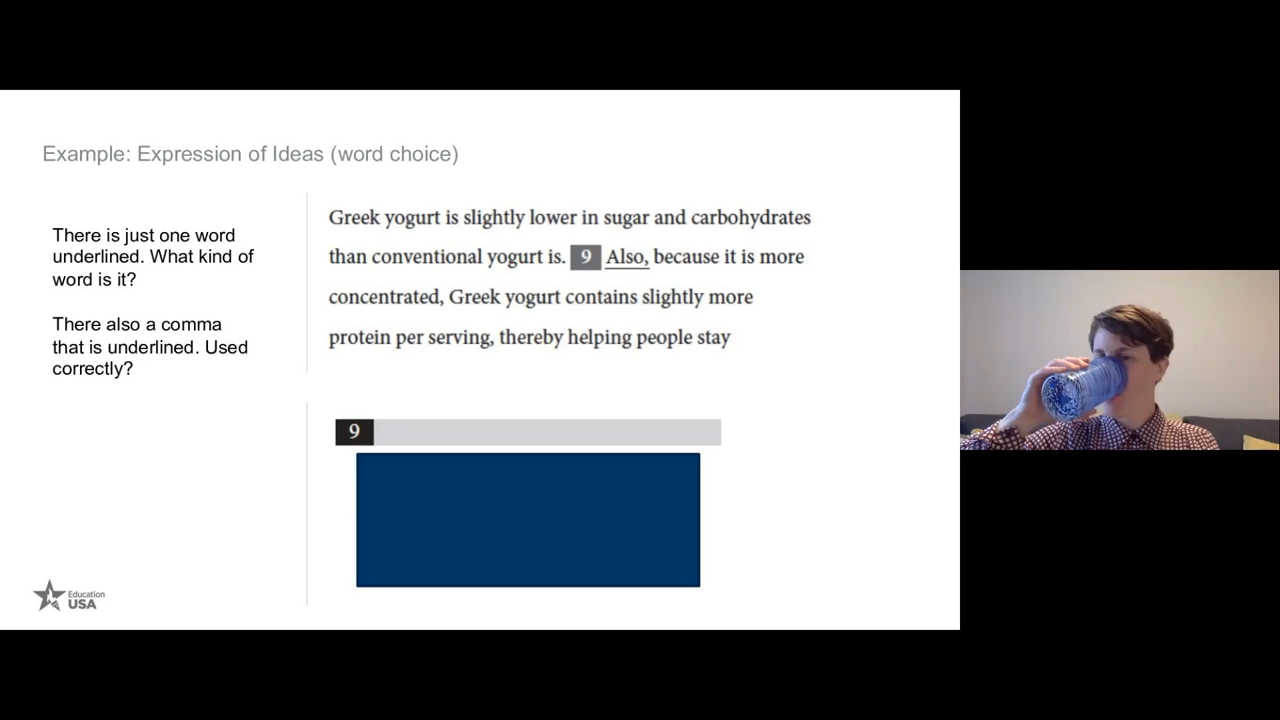 Example: Expression of Ideas (word choice)
There is just one word
underlined. What kind of
word is it?
There also a comma
that is underlined. Used
correctly?
Greek yogurt is slightly lower in sugar and carbohydrates
than conventional yogurt is. 9 Also, because it is more
concentrated, Greek yogurt contains slightly more
protein per serving, thereby helping people stay
9
Education
USA